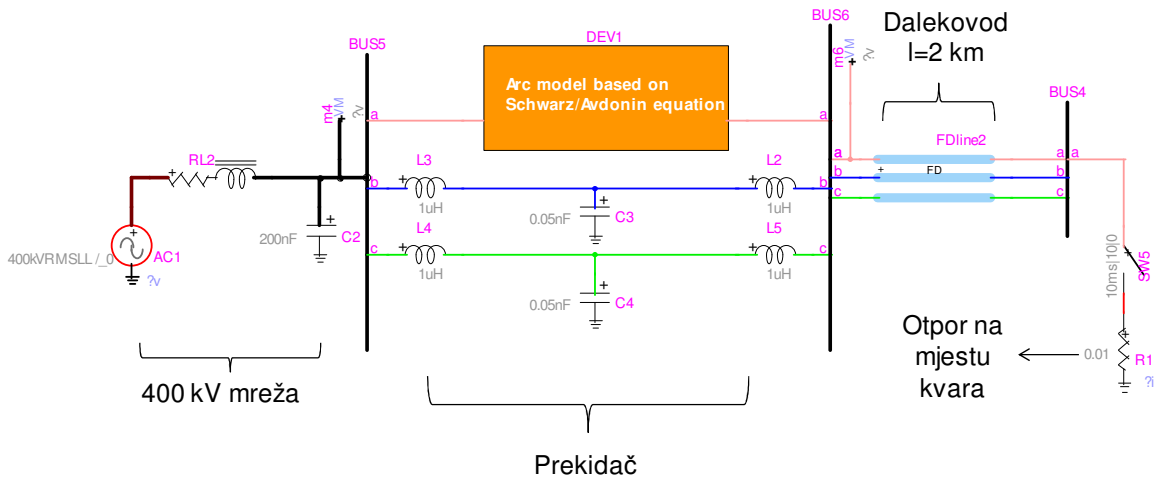 BUS6
Dalekovod
l=2 km
BUS5
DEV1
m6
VM
?v
m4
VM
?v
Arc model based on
Schwarz/Avdonin equation
BUS4
a
a
FDline2
RL2
L3
L2
a
a
a
+
FD
b
b
b
b
+
+
c
c
1uH
1uH
+
C3
0.05nF
+
C2
200nF
L4
L5
+
AC1
400kVRMSLL /_0
?v
c
c
+
+
1uH
1uH
+
C4
0.05nF
+
SW5
10ms|10|0
Otpor na
mjestu
kvara
+
0.01
R1
?i
400 kV mreža
Prekidač